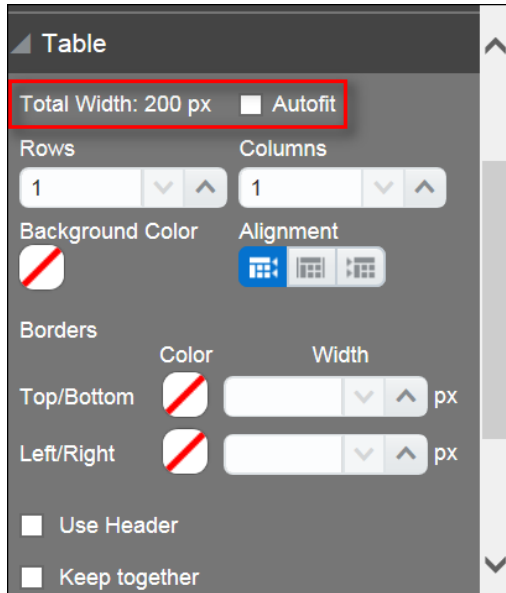 Table
Total Width: 200 px Autofit
Rows Columns
1 1
Background Color Alignment
Borders
Color Width
Top/Bottom px
Left/Right px
Use Header
Keep together